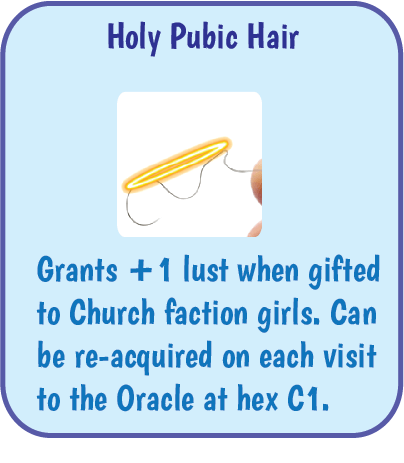 Holy Pubic Hair
Grants +1 lust when gifted
to Church faction girls. Can
be re-acquired on each visit
to the Oracle at hex C1.